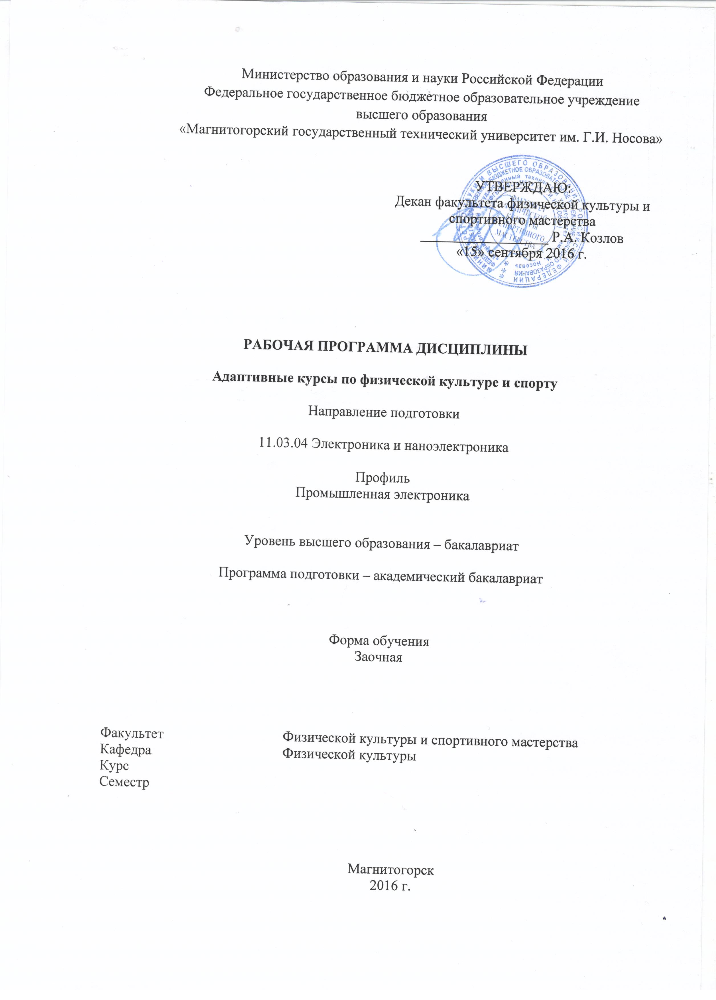 Министерство образования и науки Российской Федерации
Федеральное государственное бюджетное образовательное учреждение
высшего образования
«Магнитогорский государственный технический университет им. Г.И. Носова»
УТВЕРЖДАЮ:
Декан факультета физической культуры и
спортивного мастерства
Р.А. Козлов
«15» сентября 2016 г.
РАБОЧАЯ ПРОГРАММА ДИСЦИПЛИНЫ
Адаптивные курсы по физической культуре и спорту
Направление подготовки
11.03.04 Электроника и наноэлектроника
Профиль
Промышленная электроника
Уровень высшего образования – бакалавриат
Программа подготовки – академический бакалавриат
Форма обучения
Заочная
Факультет Физической культуры и спортивного мастерства
Кафедра Физической культуры
Курс
Семестр
Магнитогорск
2016 г.